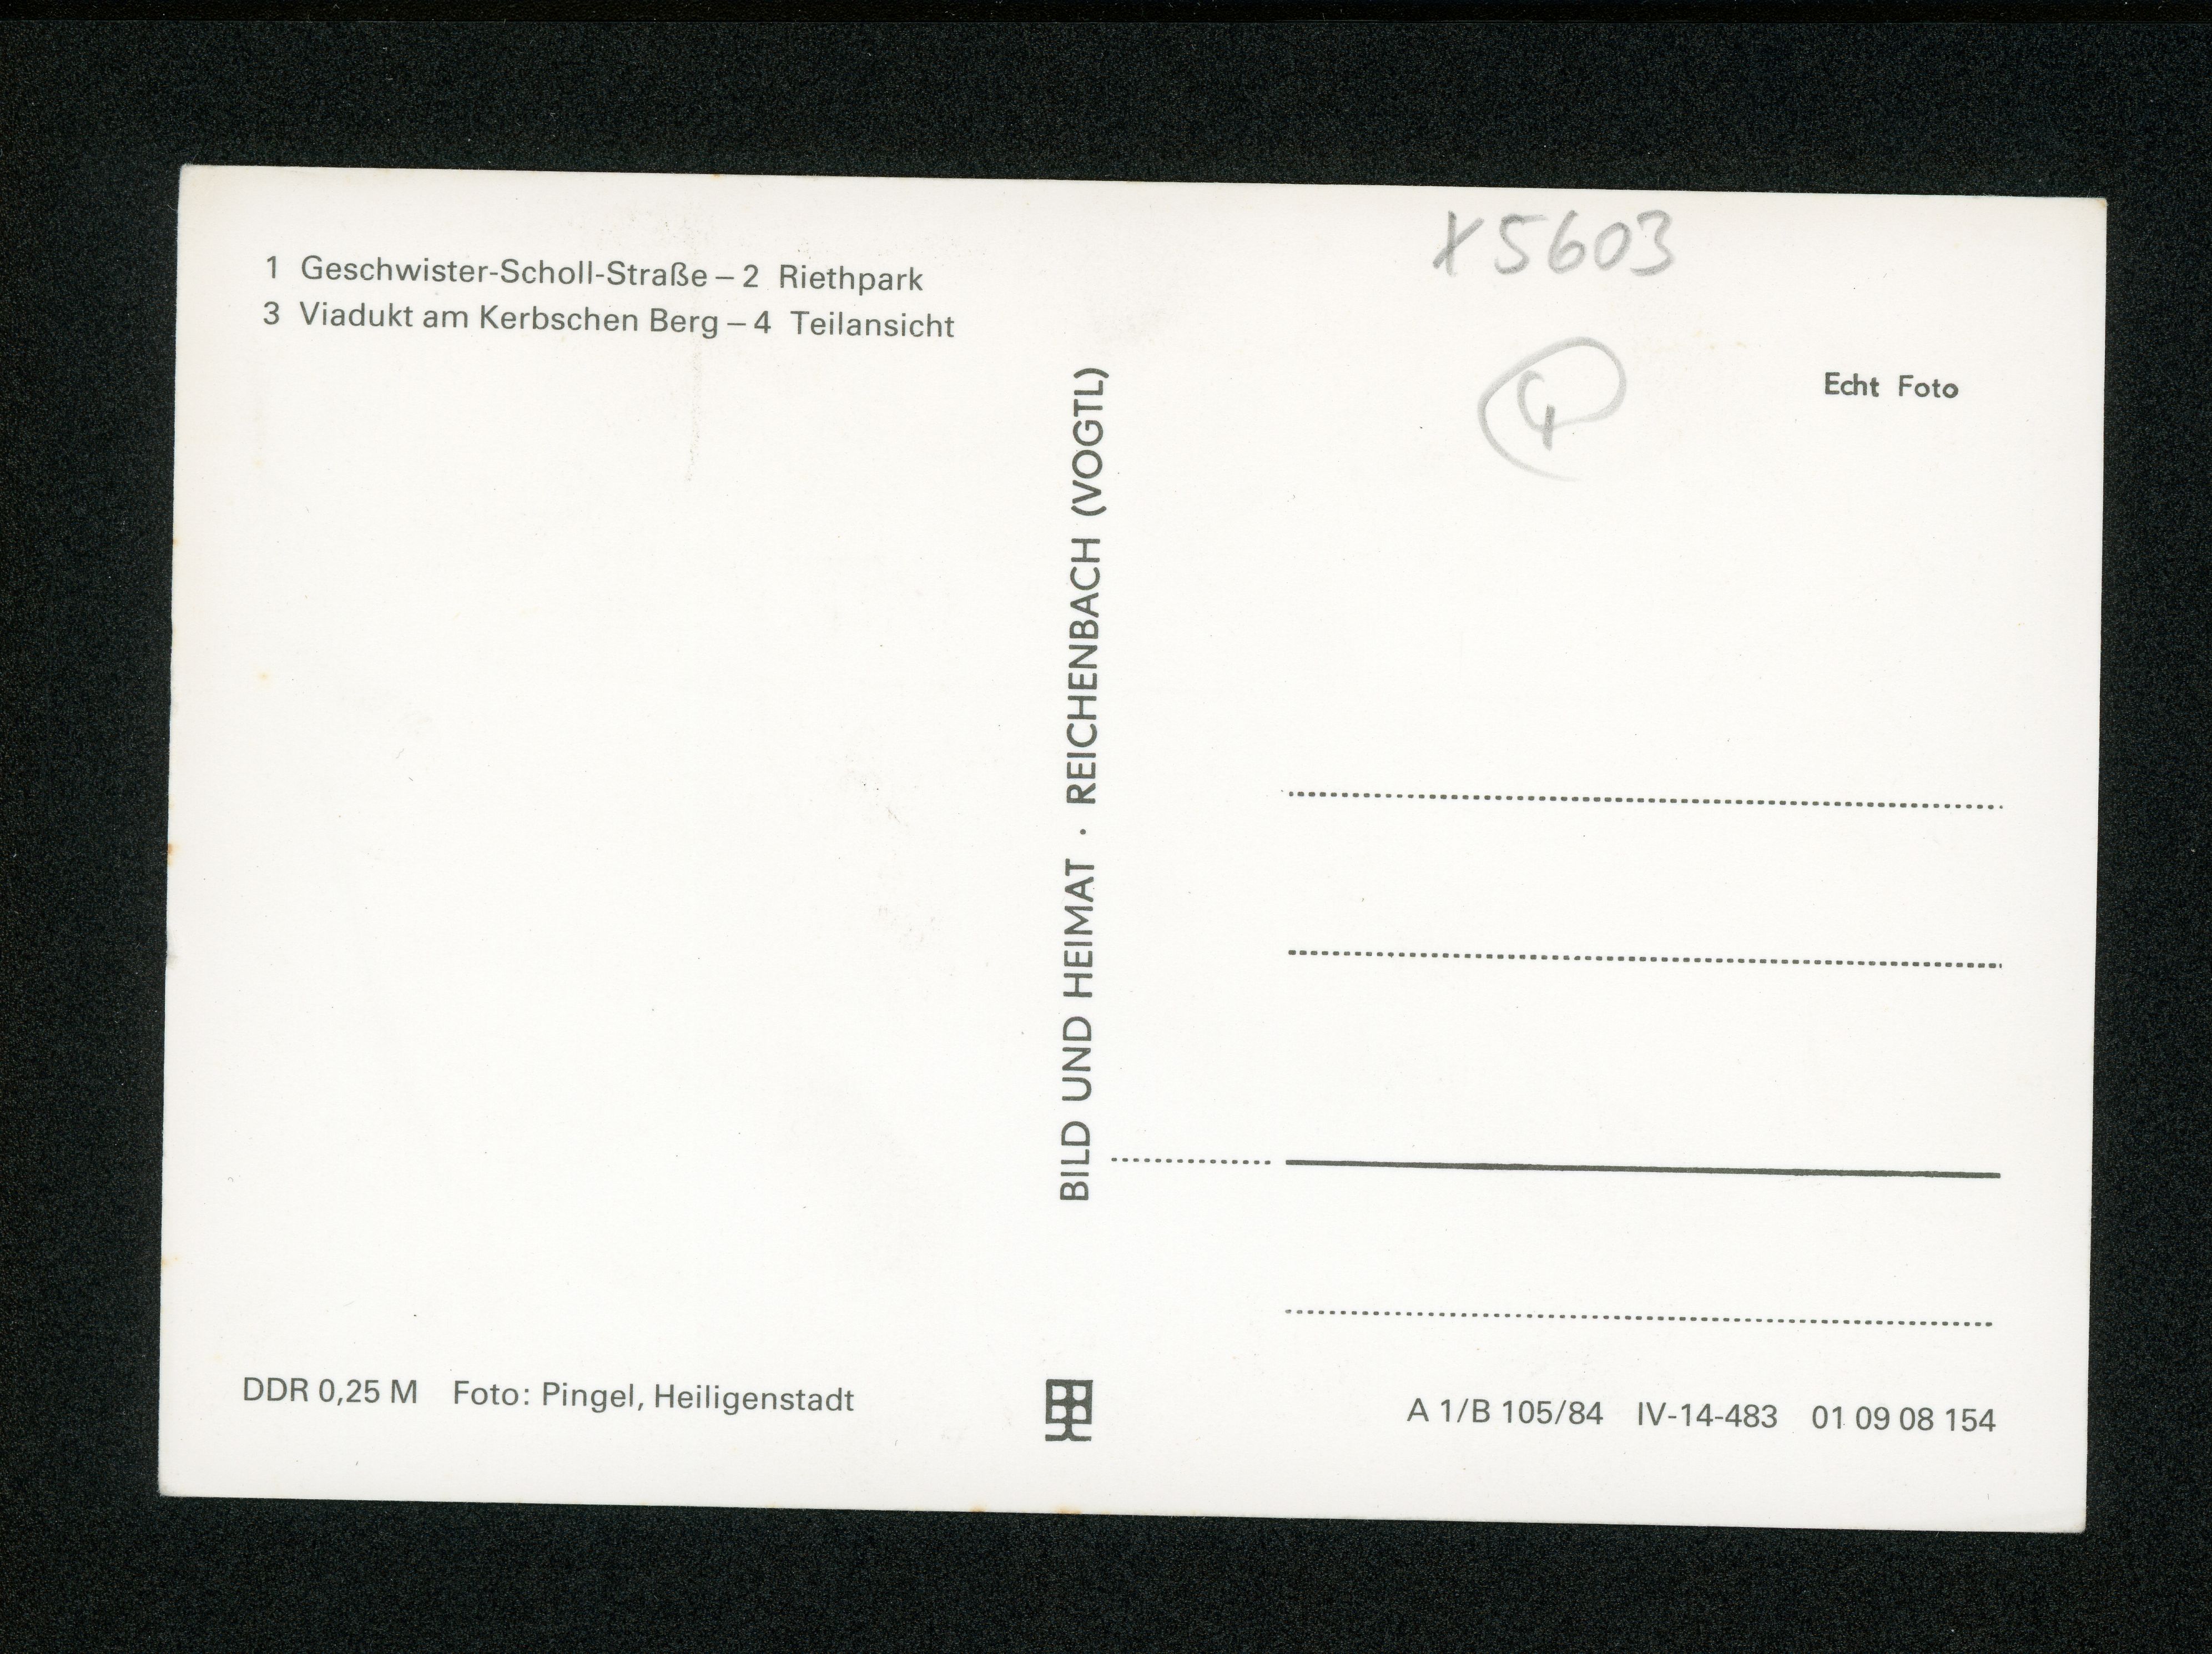 1 Geschwister-Scholl-Straße – 2 Riethpark
3 Viadukt am Kerbschen Berg – 4 Teilansicht
X5603
4
Echt Foto
BILD UND HEIMAT · REICHENBACH (VOGTL)
DDR 0,25 M Foto: Pingel, Heiligenstadt
A 1/B 105/84 IV-14-483 01 09 08 154